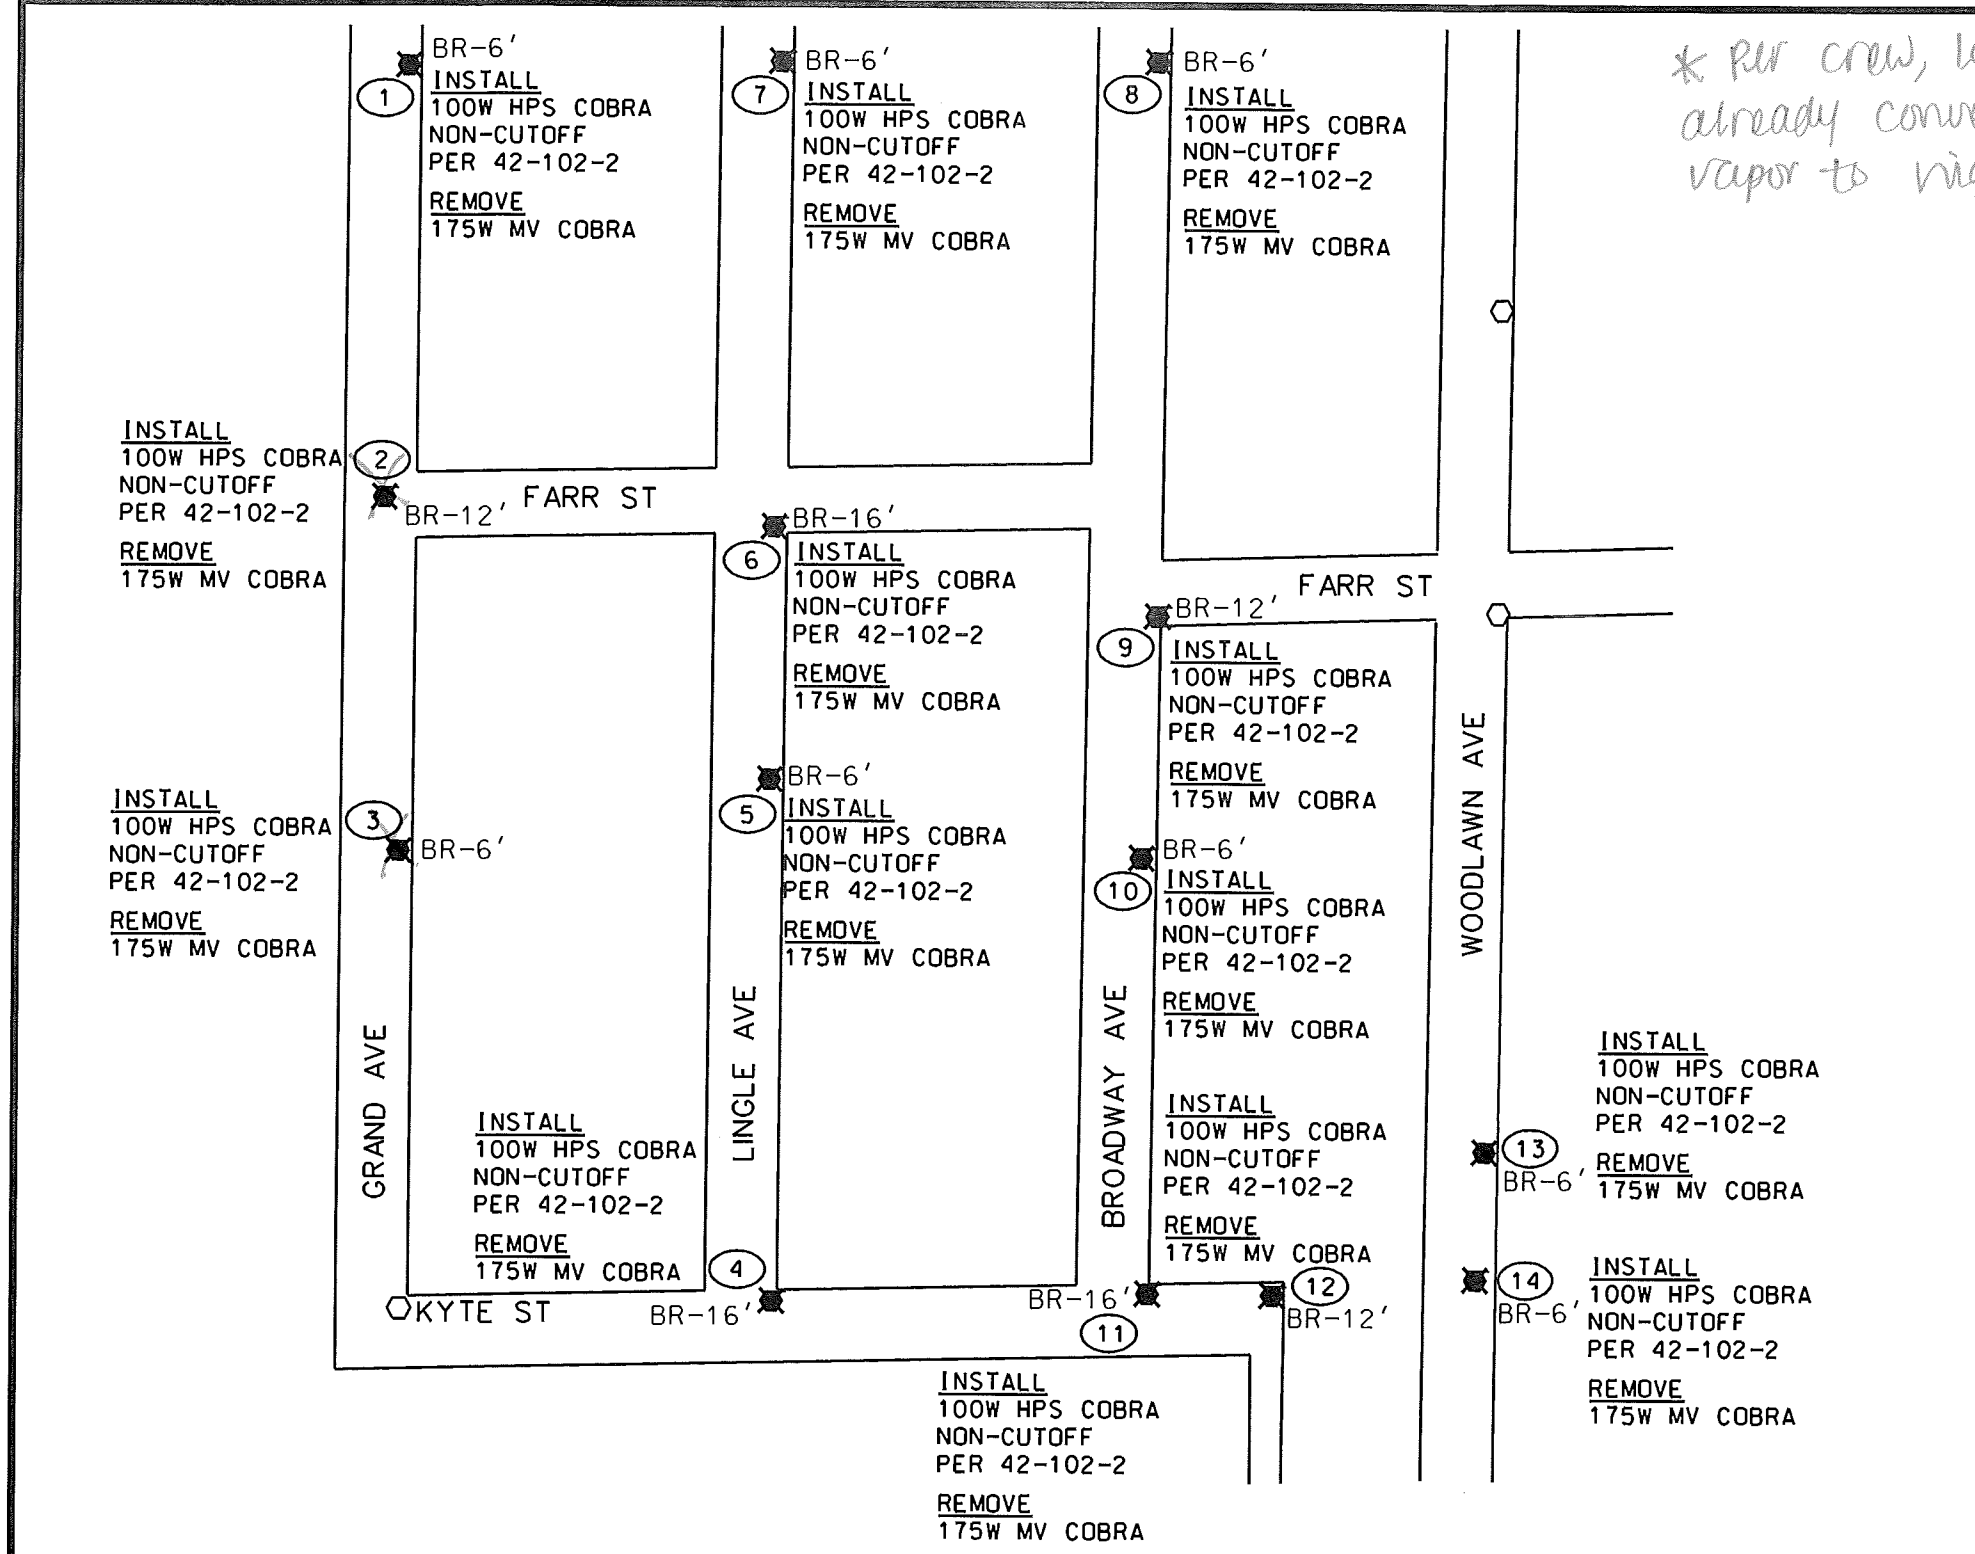 * Per crew,
already
vapor to
BR-6'
1
INSTALL
100W HPS COBRA
NON-CUTOFF
PER 42-102-2
REMOVE
175W MV COBRA
BR-6'
7
INSTALL
100W HPS COBRA
NON-CUTOFF
PER 42-102-2
REMOVE
175W MV COBRA
BR-6'
8
INSTALL
100W HPS COBRA
NON-CUTOFF
PER 42-102-2
REMOVE
175W MV COBRA
INSTALL
100W HPS COBRA
NON-CUTOFF
PER 42-102-2
REMOVE
175W MV COBRA
2
BR-12'
FARR ST
BR-16'
6
INSTALL
100W HPS COBRA
NON-CUTOFF
PER 42-102-2
REMOVE
175W MV COBRA
FARR ST
BR-12'
9
INSTALL
100W HPS COBRA
NON-CUTOFF
PER 42-102-2
REMOVE
175W MV COBRA
INSTALL
100W HPS COBRA
NON-CUTOFF
PER 42-102-2
REMOVE
175W MV COBRA
3
BR-6'
BR-6'
5
INSTALL
100W HPS COBRA
NON-CUTOFF
PER 42-102-2
REMOVE
175W MV COBRA
BR-6'
10
INSTALL
100W HPS COBRA
NON-CUTOFF
PER 42-102-2
REMOVE
175W MV COBRA
WOODLAWN AVE
GRAND AVE
LINGLE AVE
BROADWAY AVE
INSTALL
100W HPS COBRA
NON-CUTOFF
PER 42-102-2
REMOVE
175W MV COBRA
4
BR-16'
KYTE ST
INSTALL
100W HPS COBRA
NON-CUTOFF
PER 42-102-2
REMOVE
175W MV COBRA
12
BR-12'
BR-16'
11
INSTALL
100W HPS COBRA
NON-CUTOFF
PER 42-102-2
REMOVE
175W MV COBRA
INSTALL
100W HPS COBRA
NON-CUTOFF
PER 42-102-2
REMOVE
175W MV COBRA
13
BR-6'
INSTALL
100W HPS COBRA
NON-CUTOFF
PER 42-102-2
REMOVE
175W MV COBRA
14
BR-6'